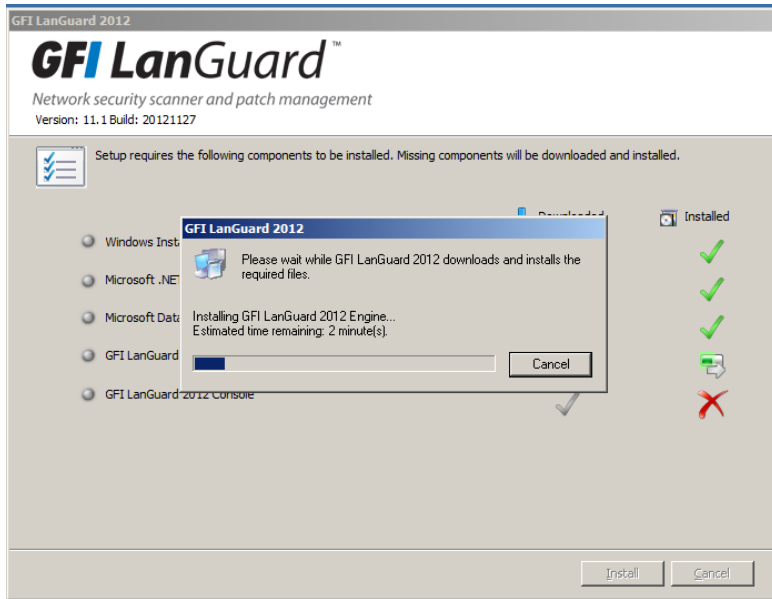 GFI LanGuard 2012
GFI LanGuard™
Network security scanner and patch management
Version: 11.1 Build: 20121127
Setup requires the following components to be installed. Missing components will be downloaded and installed.
Downloaded Installed
Windows Inst
Microsoft .NE
Microsoft Data
GFI LanGuard
GFI LanGuard 2012 Console
GFI LanGuard 2012
Please wait while GFI LanGuard 2012 downloads and installs the
required files.
Installing GFI LanGuard 2012 Engine...
Estimated time remaining: 2 minute(s).
Cancel
Install Cancel